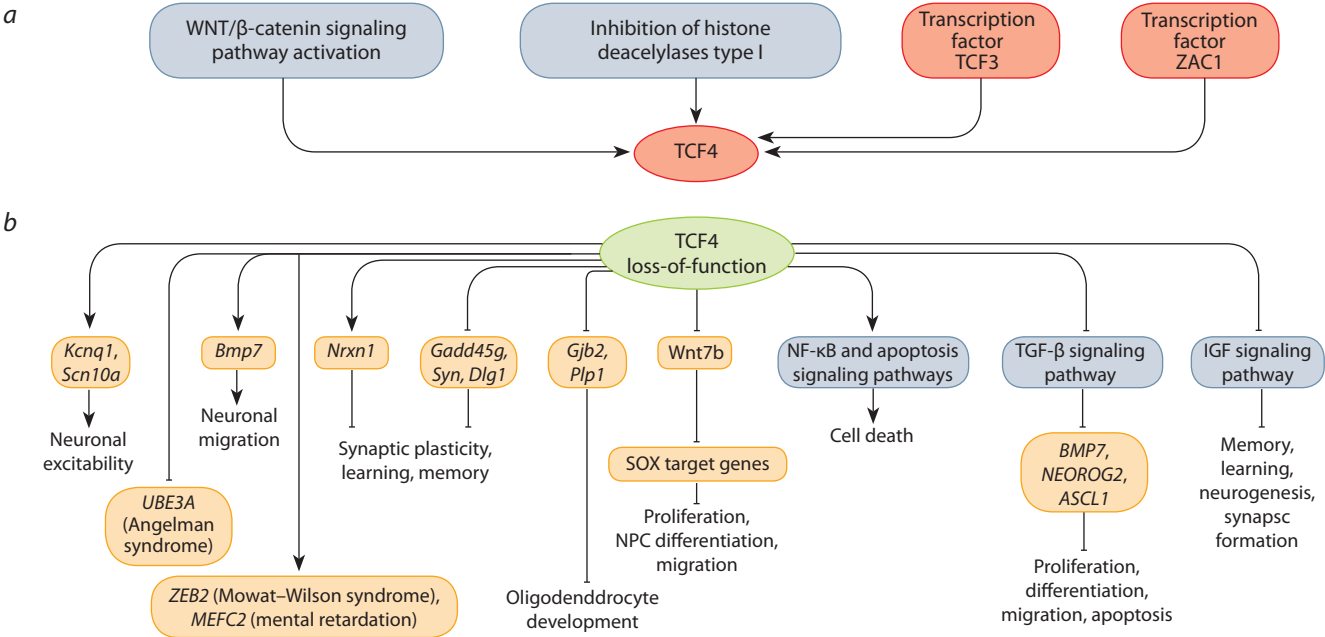 a
WNT/β-catenin signaling
pathway activation
Inhibition of histone
deacelylases type I
Transcription
factor
TCF3
Transcription
factor
ZAC1
TCF4
b
TCF4
loss-of-function
Kcnq1,
Scn10a
Bmp7
Nrxn1
Gadd45g,
Syn, Dlg1
Gjb2,
Plp1
Wnt7b
NF-κB and apoptosis
signaling pathways
TGF-β signaling
pathway
IGF signaling
pathway
Neuronal
excitability
Neuronal
migration
Synaptic plasticity,
learning, memory
Cell death
UBE3A
(Angelman
syndrome)
SOX target genes
BMP7,
NEOROG2,
ASCL1
Memory,
learning,
neurogenesis,
synapsc
formation
Proliferation,
NPC differentiation,
migration
ZEB2 (Mowat–Wilson syndrome),
MEFC2 (mental retardation)
Oligodenddrocyte
development
Proliferation,
differentiation,
migration, apoptosis